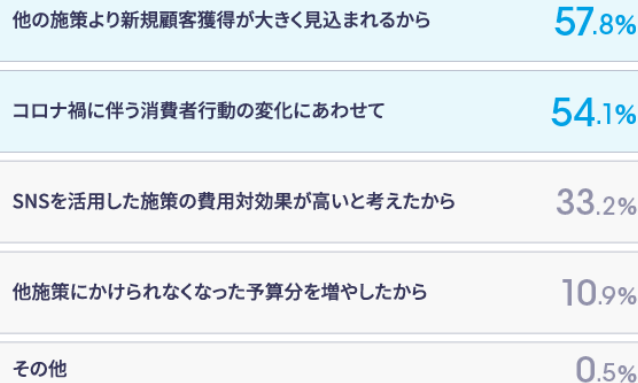 他の施策より新規顧客獲得が大きく見込まれるから 57.8%
コロナ禍に伴う消費者行動の変化にあわせて 54.1%
SNSを活用した施策の費用対効果が高いと考えたから 33.2%
他施策にかけられなくなった予算分を増やしたから 10.9%
その他 0.5%